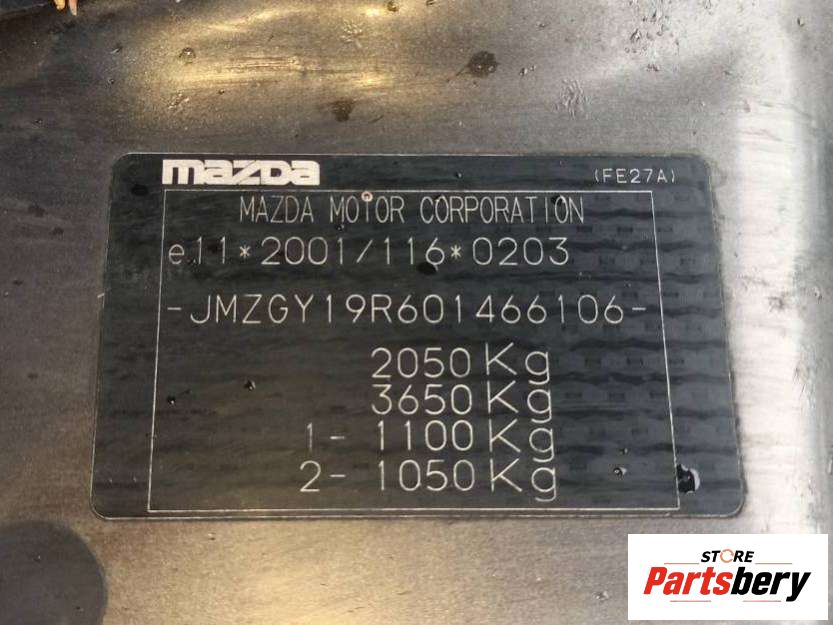 mazda (FE27A)
MAZDA MOTOR CORPORATION
e11*2001/116*0203
-JMZGY19R601466106-
2050Kg
3650Kg
1- 1100Kg
2- 1050Kg
STORE
Partsbery